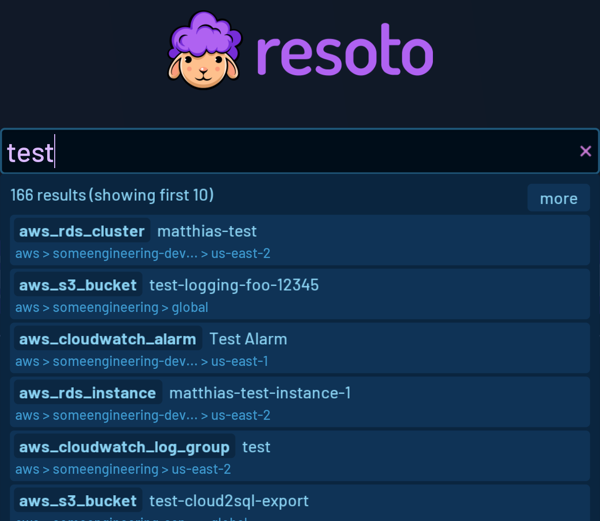 resoto
test
×
166 results (showing first 10)
more
aws_rds_cluster matthias-test
aws > someengineering-dev... > us-east-2
aws_s3_bucket test-logging-foo-12345
aws > someengineering > global
aws_cloudwatch_alarm Test Alarm
aws > someengineering-dev... > us-east-1
aws_rds_instance matthias-test-instance-1
aws > someengineering-dev... > us-east-2
aws_cloudwatch_log_group test
aws > someengineering > us-east-2
aws_s3_bucket test-cloud2sql-export